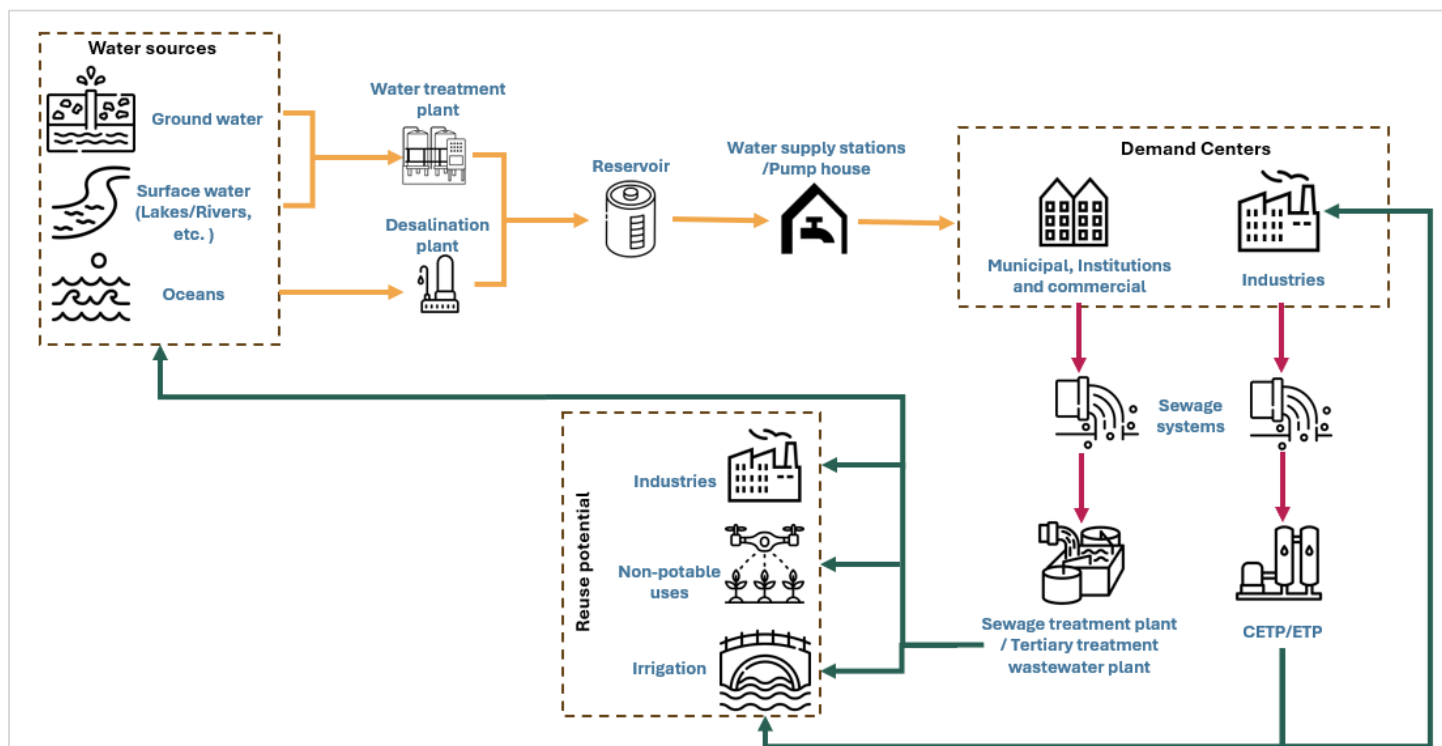 Water sources
Ground water
Surface water
(Lakes/Rivers,
etc. )
Oceans
Water treatment
plant
Desalination
plant
Reservoir
Water supply stations
/Pump house
Demand Centers
Municipal, Institutions
and commercial
Industries
Sewage
systems
Sewage treatment plant
/ Tertiary treatment
wastewater plant
CETP/ETP
Reuse potential
Industries
Non-potable
uses
Irrigation